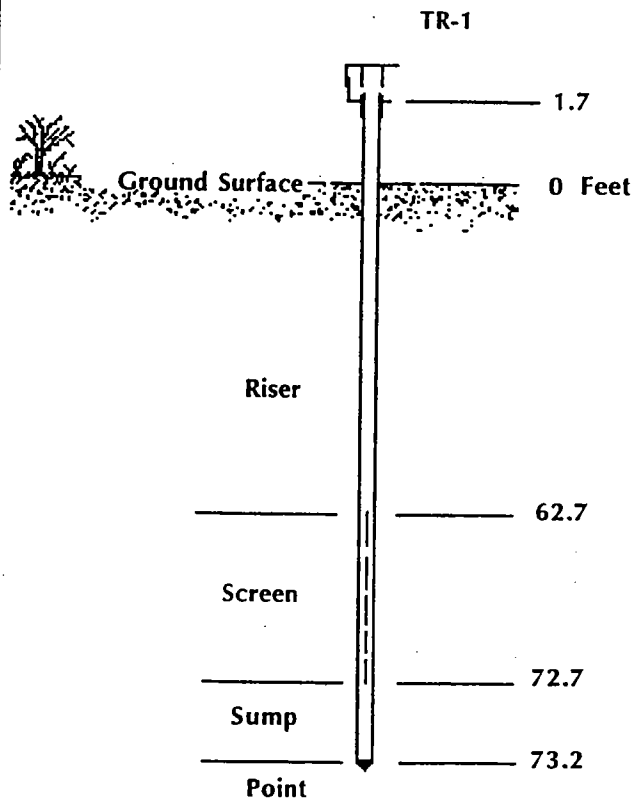 TR-1
1.7
Ground Surface
0 Feet
Riser
62.7
Screen
72.7
Sump
73.2
Point